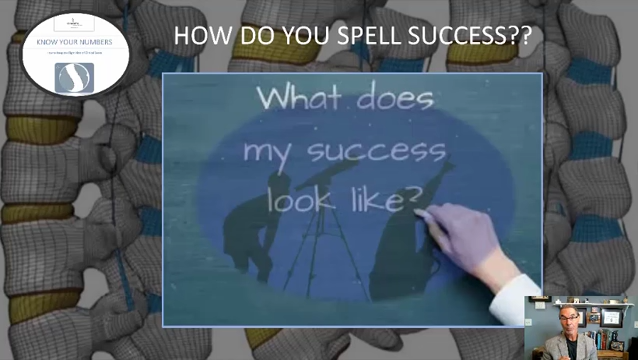 KNOW YOUR NUMBERS
HOW DO YOU SPELL SUCCESS??
What does
my success
look like?